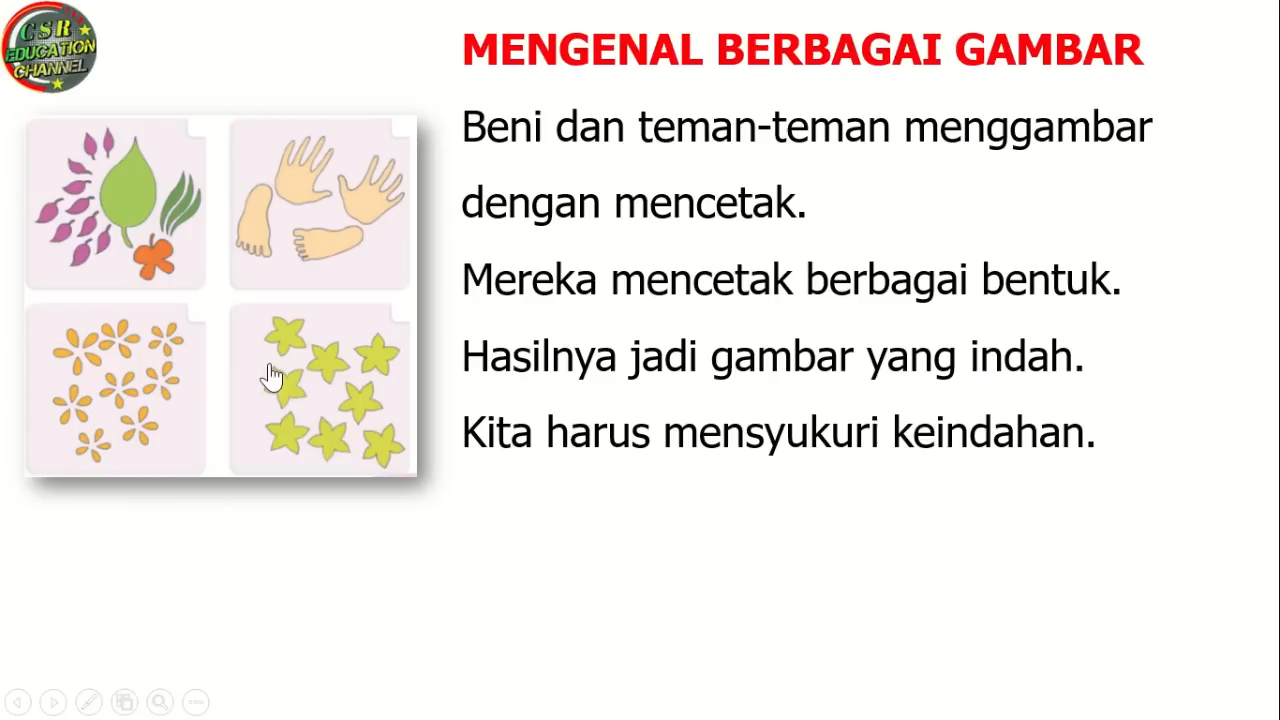 CSR
EDUCATION
CHANNEL
MENGENAL BERBAGAI GAMBAR
Beni dan teman-teman menggambar
dengan mencetak.
Mereka mencetak berbagai bentuk.
Hasilnya jadi gambar yang indah.
Kita harus mensyukuri keindahan.